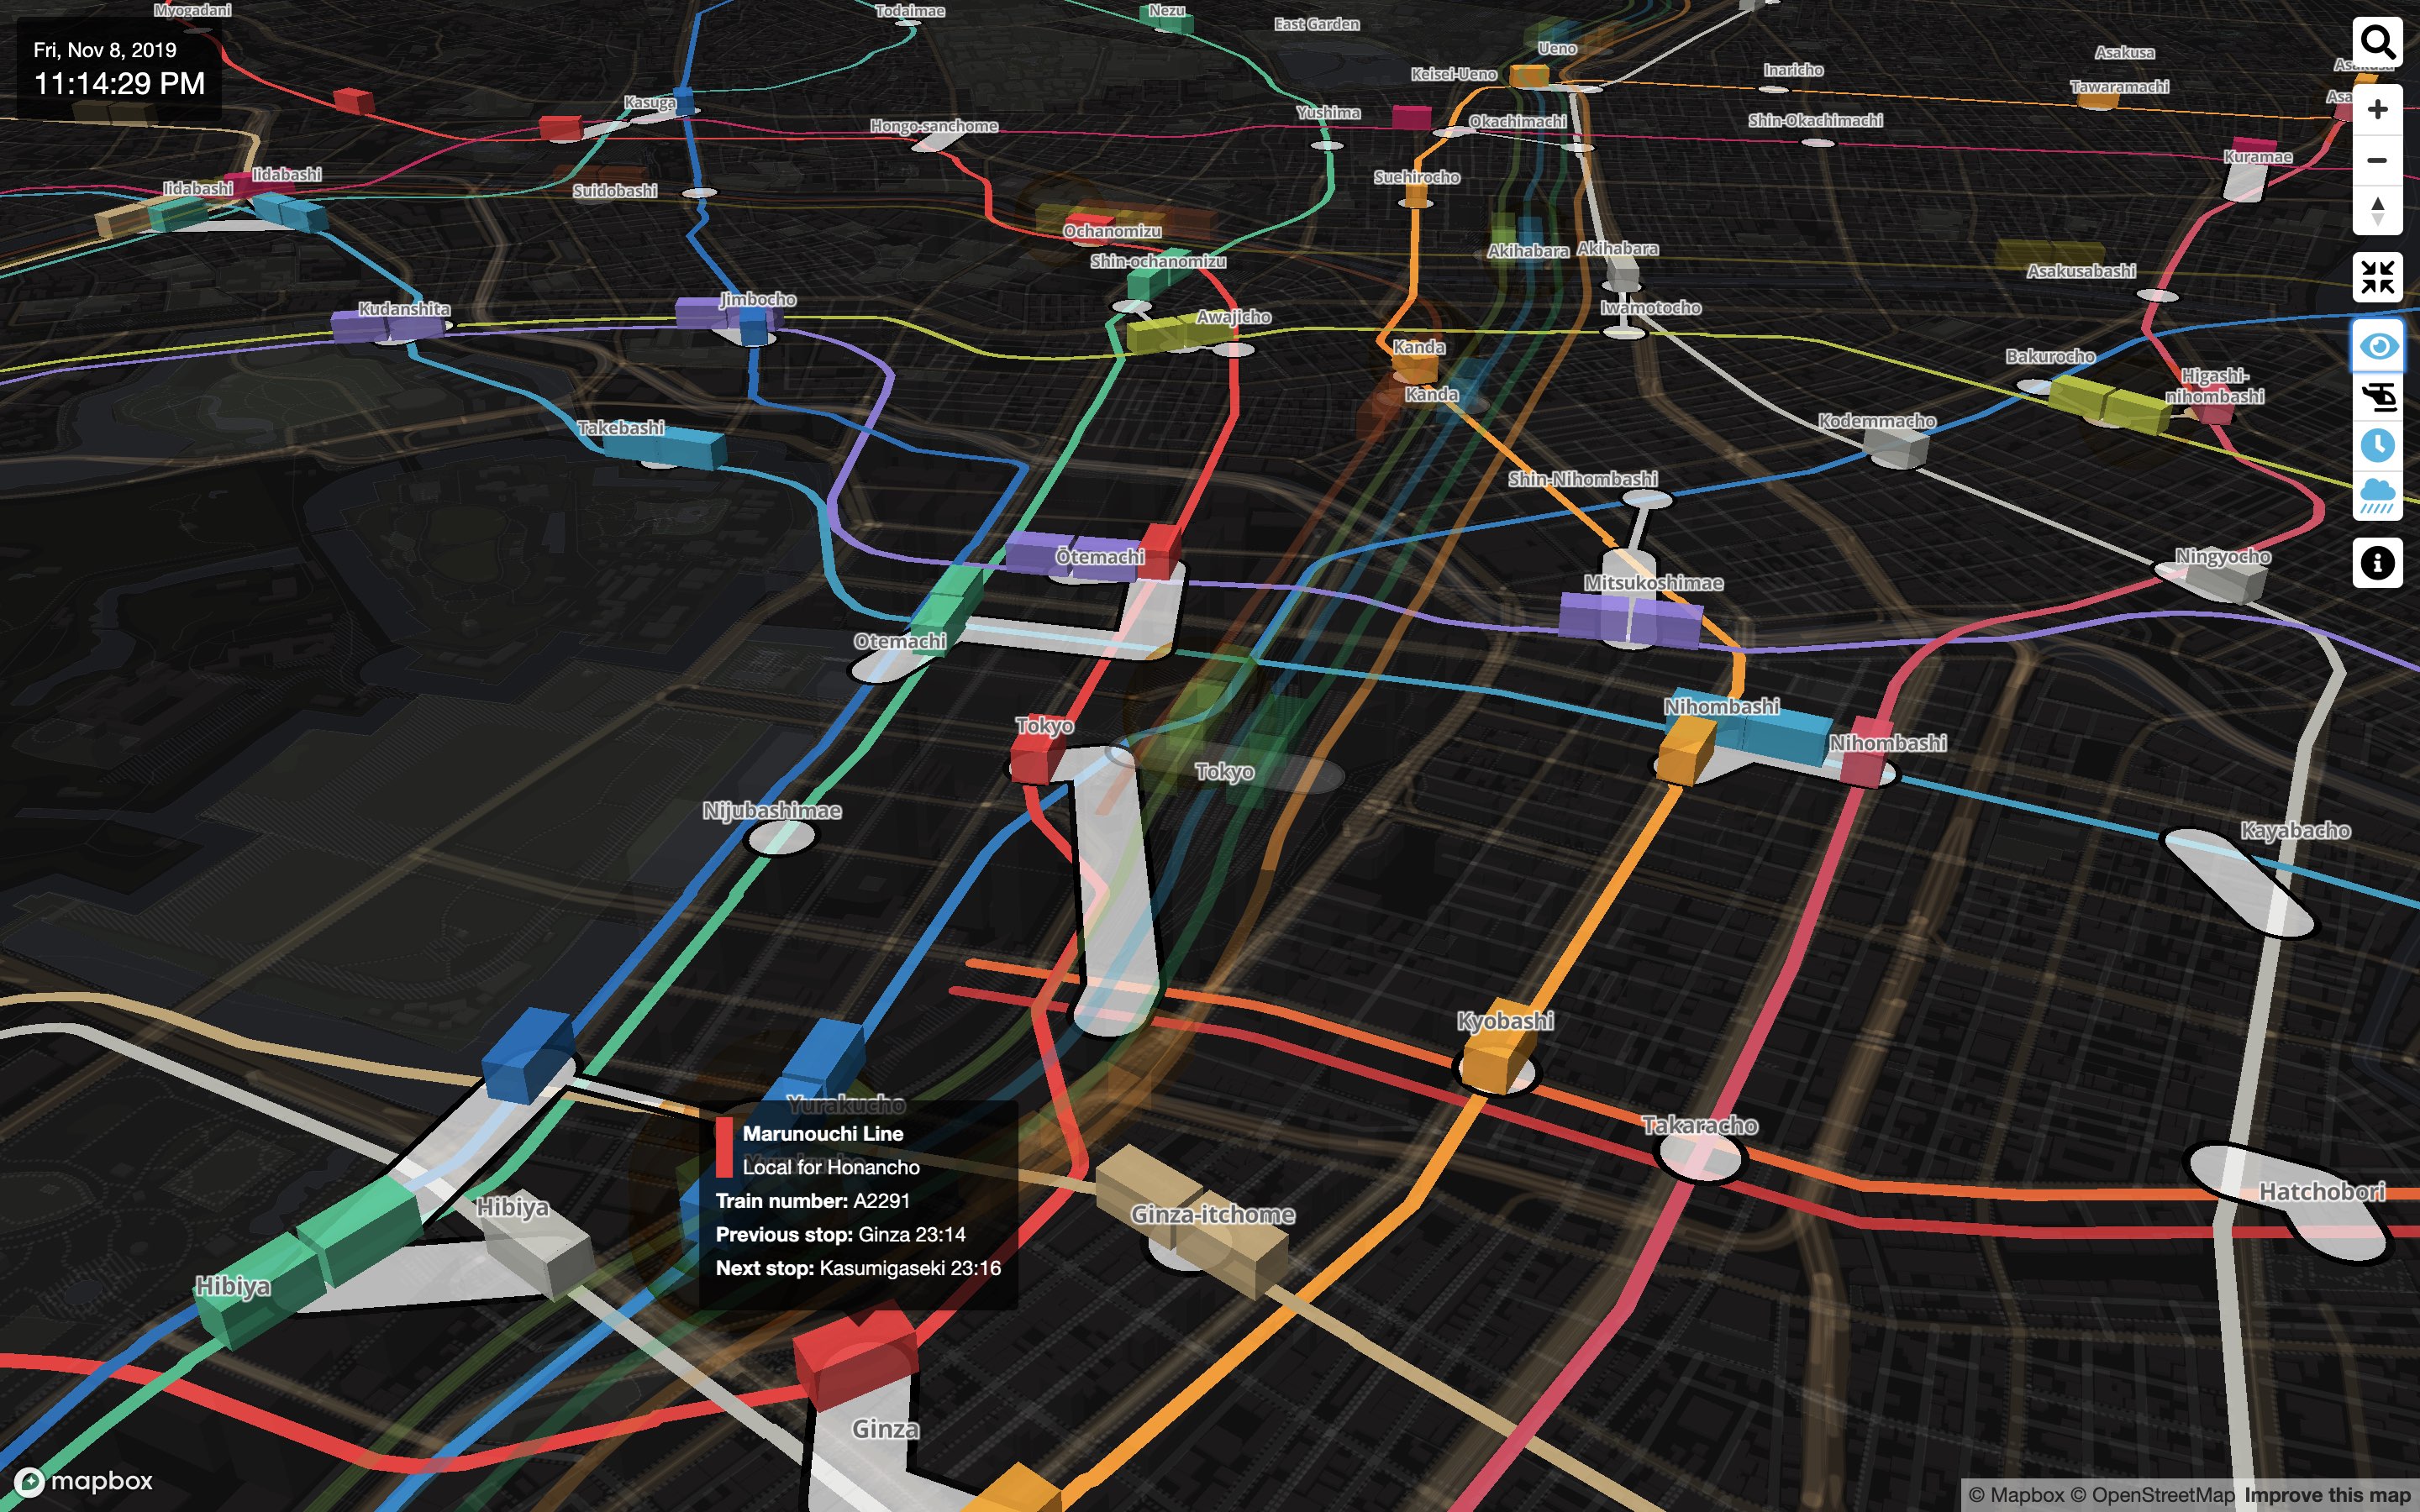 Myogadani
Todaimae
Nezu
East Garden
Fri, Nov 8, 2019
11:14:29 PM
Ueno
Keisei-Ueno
Inaricho
Asakusa
Tawaramachi
Kasuga
Hongo-sanchome
Yushima
Okachimachi
Shin-Okachimachi
Kuramae
Iidabashi
Iidabashi
Suidobashi
Suehirocho
Ochanomizu
Shin-ochanomizu
Akihabara
Akihabara
Asakusabashi
Kudanshita
Jimbocho
Awajicho
Iwamotocho
Kanda
Kanda
Bakurocho
Higashi-
nihombashi
Takebashi
Kodemmacho
Shin-Nihombashi
Ōtemachi
Mitsukoshimae
Ningyocho
Otemachi
Nihombashi
Nihombashi
Tokyo
Tokyo
Nijubashimae
Kayabacho
Kyobashi
Takaracho
Yurakucho
Marunouchi Line
Local for Honancho
Train number: A2291
Previous stop: Ginza 23:14
Next stop: Kasumigaseki 23:16
Hibiya
Ginza-itchome
Hatchobori
Hibiya
Ginza
mapbox
© Mapbox © OpenStreetMap Improve this map